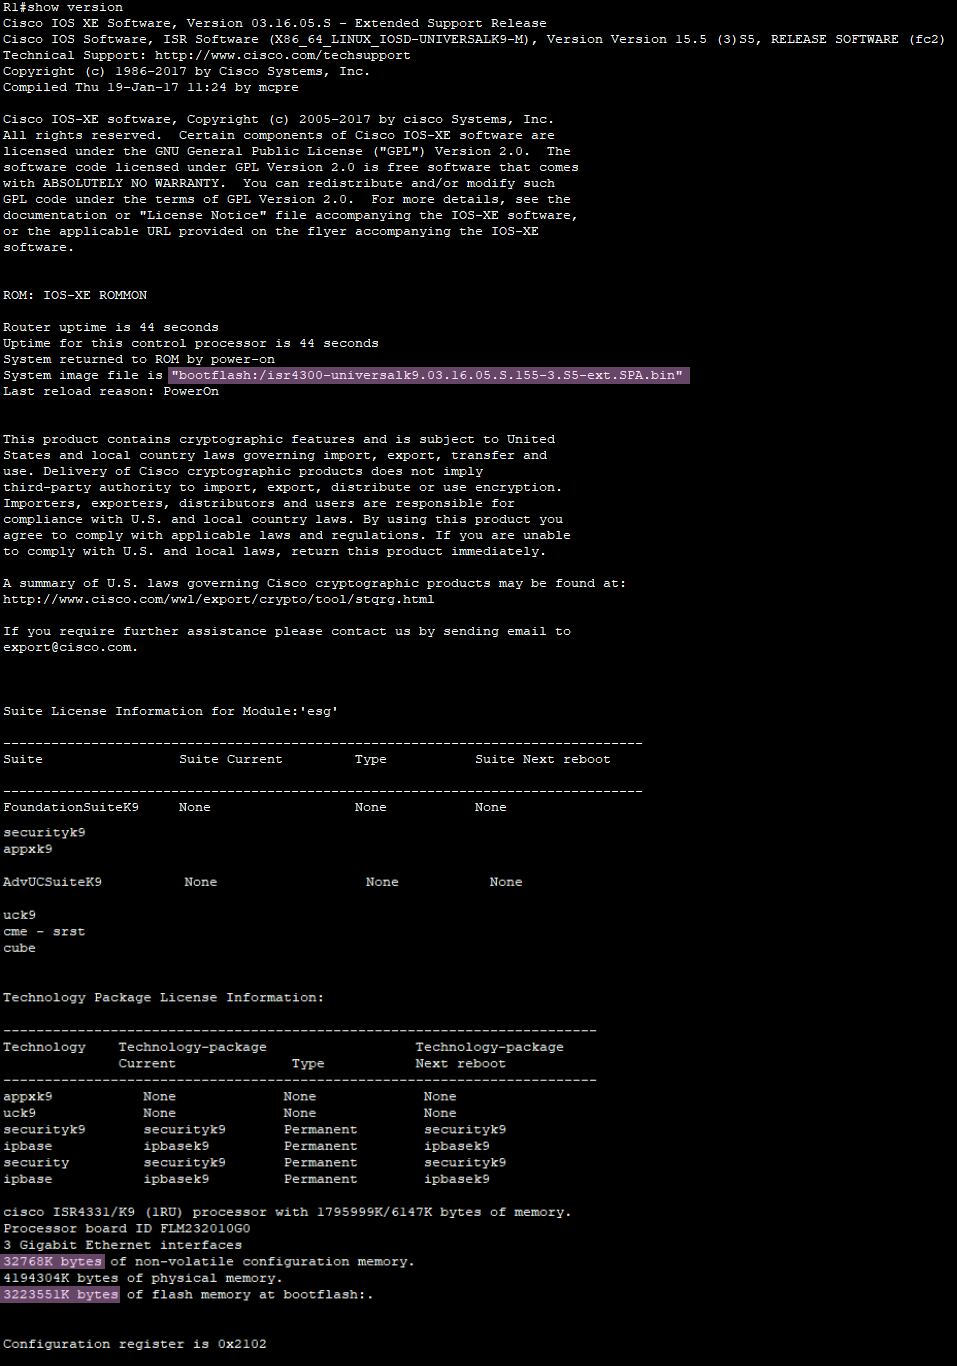 R1#show version
Cisco IOS XE Software, Version 03.16.05.S - Extended Support Release
Cisco IOS Software, ISR Software (X86_64_LINUX_IOSD-UNIVERSALK9-M), Version Version 15.5 (3)S5, RELEASE SOFTWARE (fc2)
Technical Support: http://www.cisco.com/techsupport
Copyright (c) 1986-2017 by Cisco Systems, Inc.
Compiled Thu 19-Jan-17 11:24 by mcpre
Cisco IOS-XE software, Copyright (c) 2005-2017 by cisco Systems, Inc.
All rights reserved.  Certain components of Cisco IOS-XE software are
licensed under the GNU General Public License ("GPL") Version 2.0.  The
software code licensed under GPL Version 2.0 is free software that comes
with ABSOLUTELY NO WARRANTY.  You can redistribute and/or modify such
GPL code under the terms of GPL Version 2.0.  For more details, see the
documentation or "License Notice" file accompanying the IOS-XE software,
or the applicable URL provided on the flyer accompanying the IOS-XE
software.
ROM: IOS-XE ROMMON
Router uptime is 44 seconds
Uptime for this control processor is 44 seconds
System returned to ROM by power-on
System image file is "bootflash:/isr4300-universalk9.03.16.05.S.155-3.S5-ext.SPA.bin"
Last reload reason: PowerOn
This product contains cryptographic features and is subject to United
States and local country laws governing import, export, transfer and
use. Delivery of Cisco cryptographic products does not imply
third-party authority to import, export, distribute or use encryption.
Importers, exporters, distributors and users are responsible for
compliance with U.S. and local country laws. By using this product you
agree to comply with applicable laws and regulations. If you are unable
to comply with U.S. and local laws, return this product immediately.
A summary of U.S. laws governing Cisco cryptographic products may be found at:
http://www.cisco.com/wwl/export/crypto/tool/stqrg.html
If you require further assistance please contact us by sending email to
export@cisco.com.
Suite License Information for Module:'esg'
--------------------------------------------------------------------------------
Suite                 Suite Current         Type           Suite Next reboot
--------------------------------------------------------------------------------
FoundationSuiteK9     None                  None           None
securityk9
appxk9
AdvUCSuiteK9          None                  None           None
uck9
cme - srst
cube
Technology Package License Information:
------------------------------------------------------------------------
Technology    Technology-package                  Technology-package
              Current              Type           Next reboot
------------------------------------------------------------------------
appxk9           None             None             None
uck9             None             None             None
securityk9       securityk9       Permanent        securityk9
ipbase           ipbasek9         Permanent        ipbasek9
security         securityk9       Permanent        securityk9
ipbase           ipbasek9         Permanent        ipbasek9
cisco ISR4331/K9 (1RU) processor with 1795999K/6147K bytes of memory.
Processor board ID FLM232010G0
3 Gigabit Ethernet interfaces
32768K bytes of non-volatile configuration memory.
4194304K bytes of physical memory.
3223551K bytes of flash memory at bootflash:.
Configuration register is 0x2102